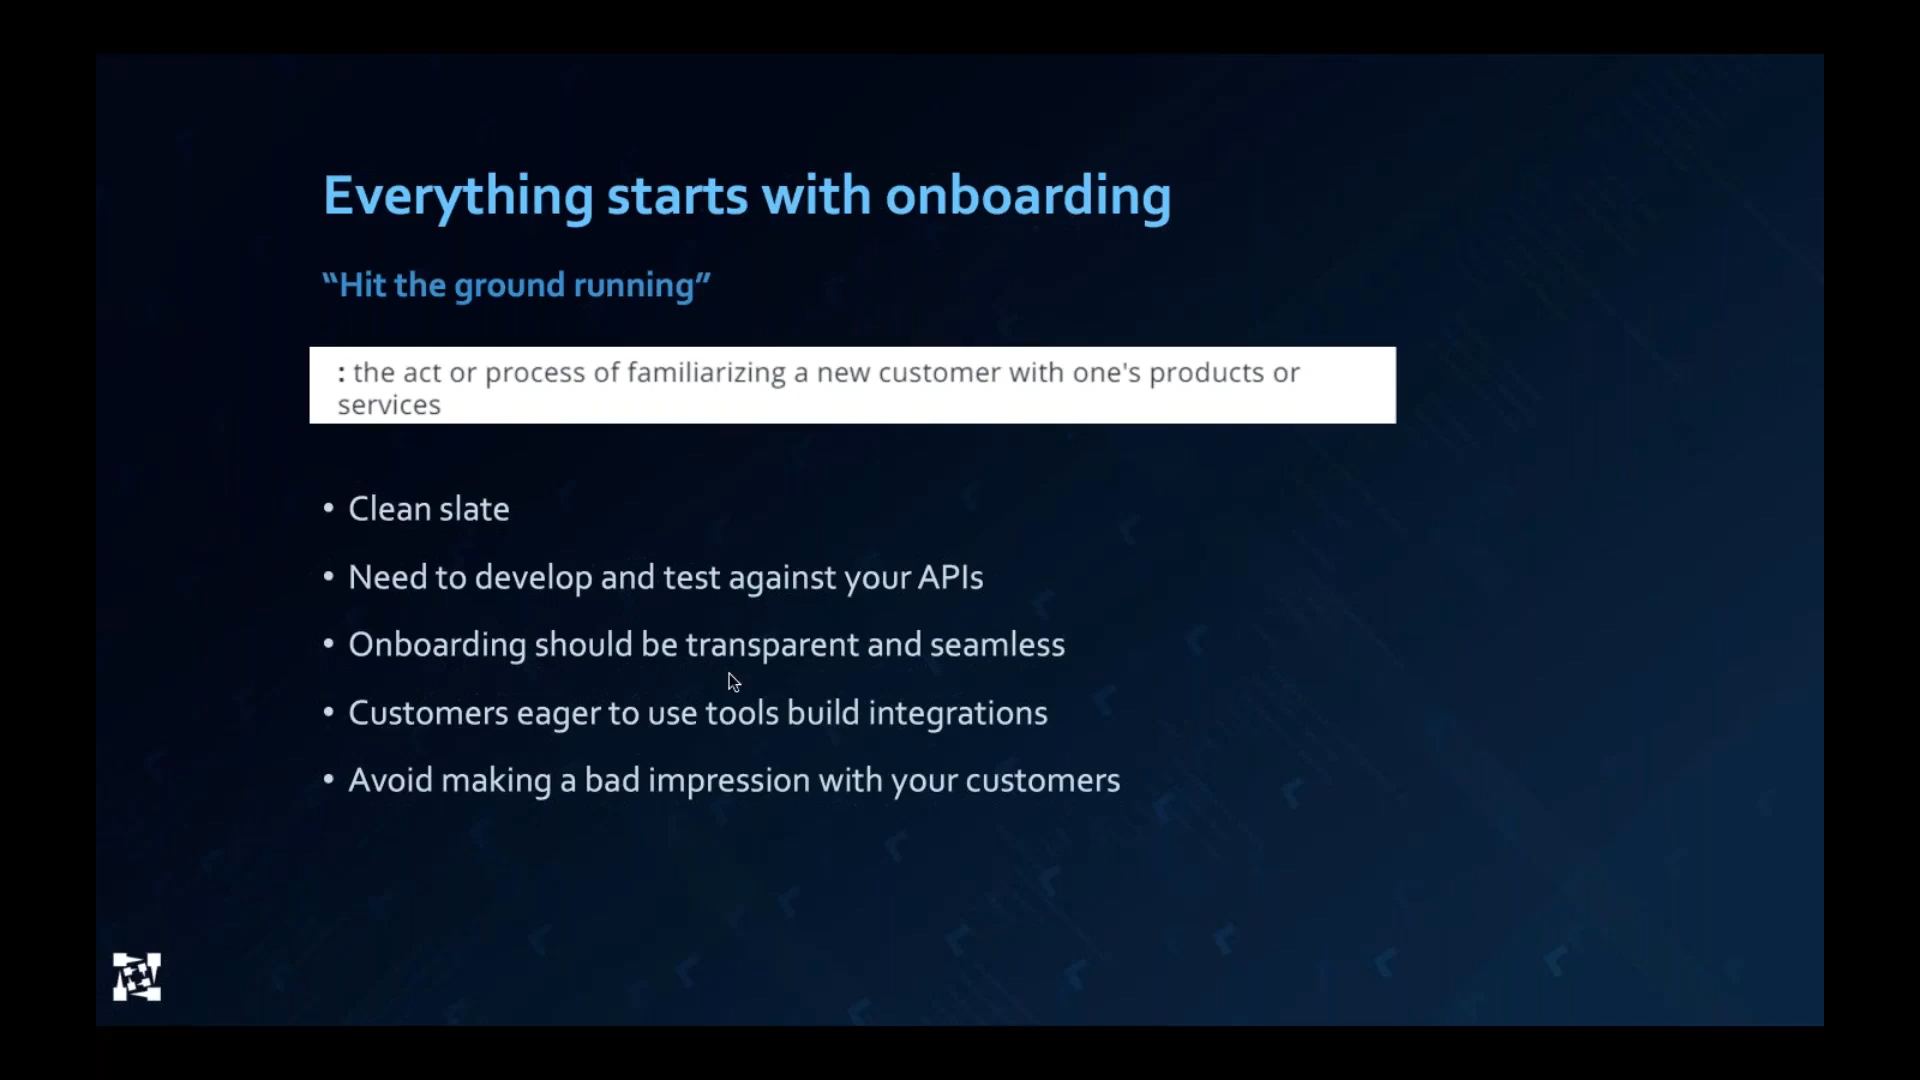 Everything starts with onboarding
“Hit the ground running”
: the act or process of familiarizing a new customer with one's products or
services
• Clean slate
• Need to develop and test against your APIs
• Onboarding should be transparent and seamless
• Customers eager to use tools build integrations
• Avoid making a bad impression with your customers